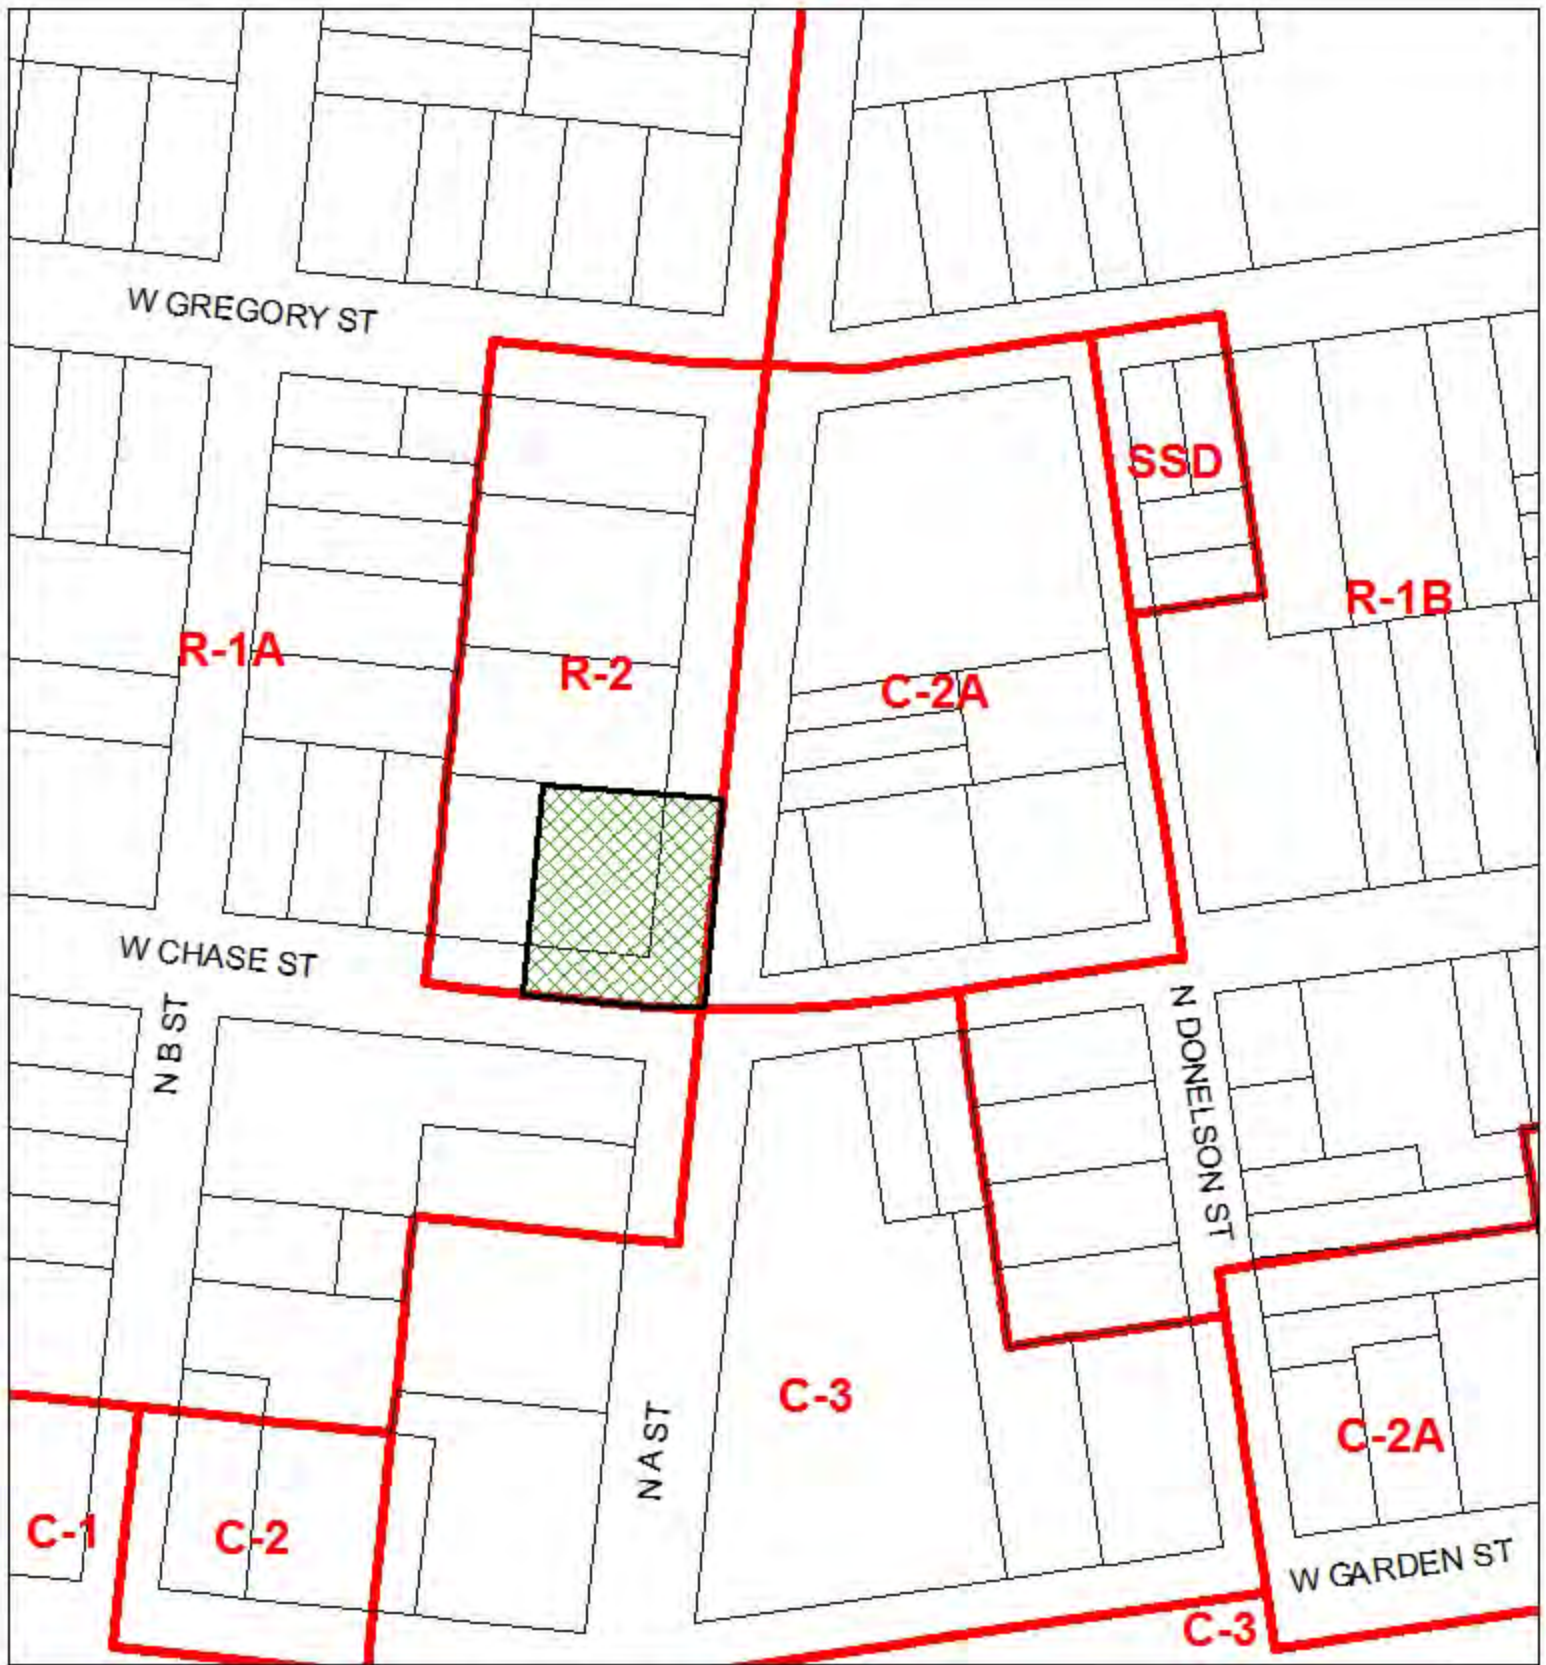 W GREGORY ST
SSD
R-1B
R-1A
R-2
C-2A
W CHASE ST
N B ST
N DONELSON ST
C-3
N A ST
C-2A
C-1
C-2
W GARDEN ST
C-3